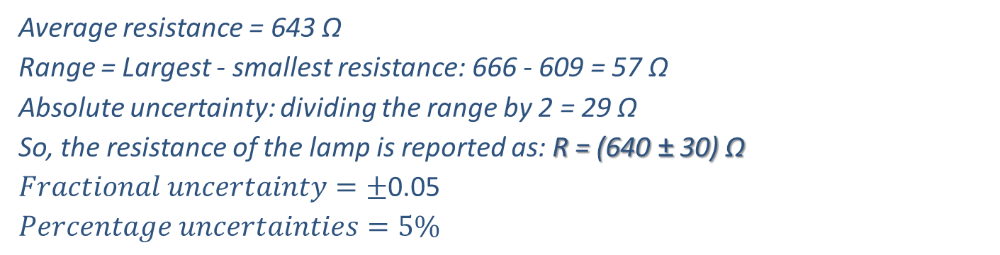 Average resistance = 643 Ω
Range = Largest - smallest resistance: 666 - 609 = 57 Ω
Absolute uncertainty: dividing the range by 2 = 29 Ω
So, the resistance of the lamp is reported as: R = (640 ± 30) Ω
Fractional uncertainty = ±0.05
Percentage uncertainties = 5%